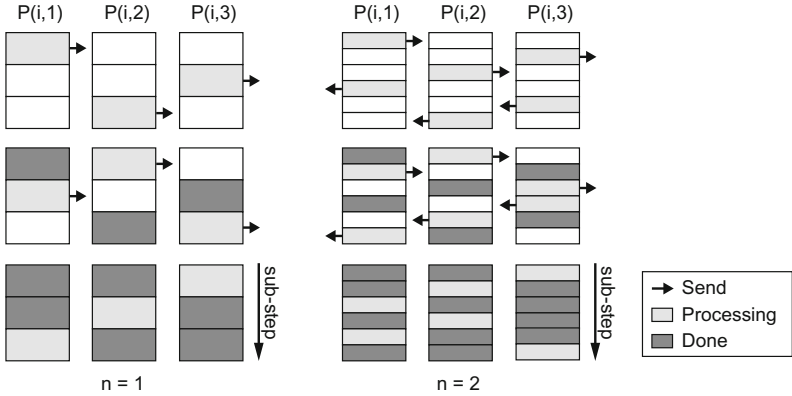 P(i,1) P(i,2) P(i,3) P(i,1) P(i,2) P(i,3)
sub-step
sub-step
Send
Processing
Done
n = 1
n = 2